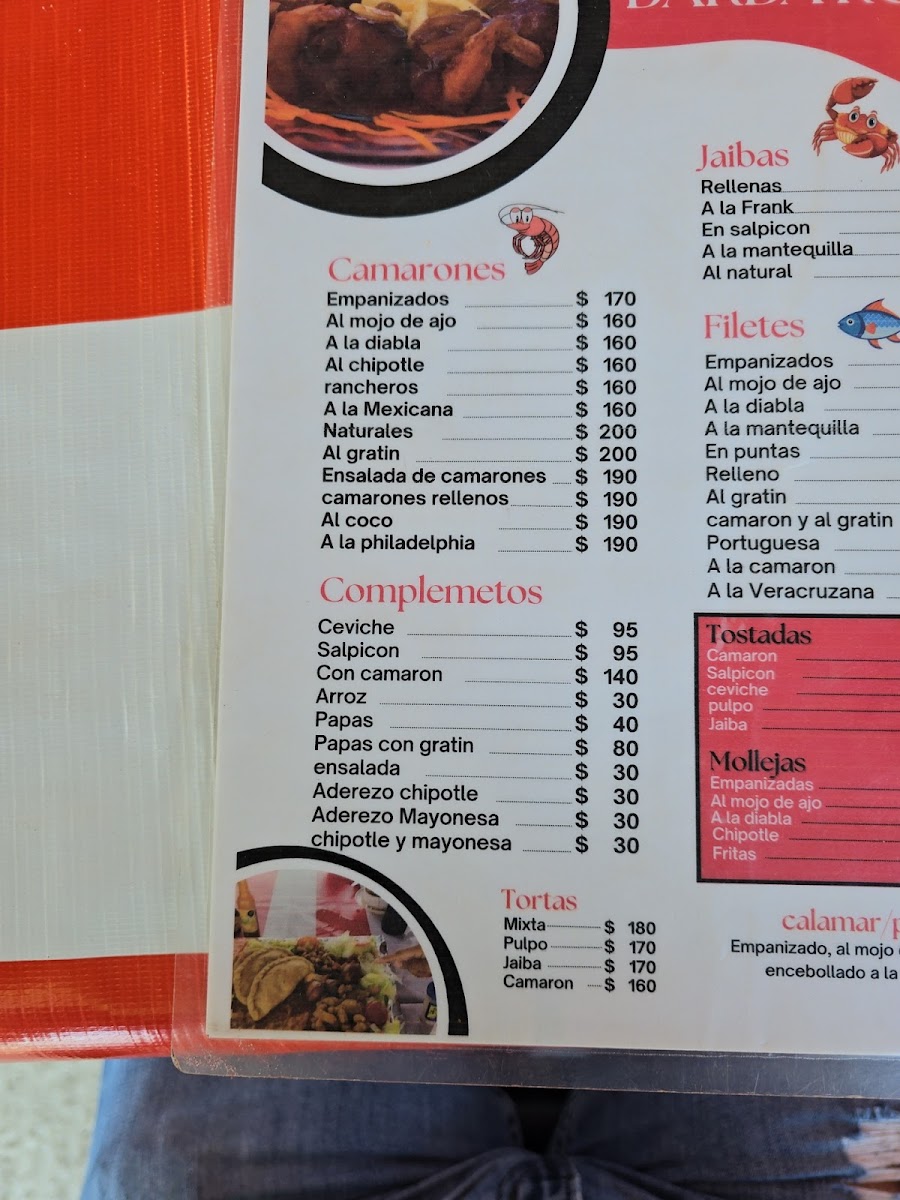 Camarones
Empanizados $ 170
Al mojo de ajo $ 160
A la diabla $ 160
Al chipotle $ 160
rancheros $ 160
A la Mexicana $ 160
Naturales $ 200
Al gratin $ 200
Ensalada de camarones $ 190
camarones rellenos $ 190
Al coco $ 190
A la philadelphia $ 190
Complemetos
Ceviche $ 95
Salpicon $ 95
Con camaron $ 140
Arroz $ 30
Papas $ 40
Papas con gratin $ 80
ensalada $ 30
Aderezo chipotle $ 30
Aderezo Mayonesa $ 30
chipotle y mayonesa $ 30
Tortas
Mixta $ 180
Pulpo $ 170
Jaiba $ 170
Camaron $ 160
Jaibas
Rellenas
A la Frank
En salpicon
A la mantequilla
Al natural
Filetes
Empanizados
Al mojo de ajo
A la diabla
A la mantequilla
En puntas
Relleno
Al gratin
camaron y al gratin
Portuguesa
A la camaron
A la Veracruzana
Tostadas
Camaron
Salpicon
ceviche
pulpo
Jaiba
Mollejas
Empanizadas
Al mojo de ajo
A la diabla
Chipotle
Fritas
calamar/
Empanizado, al mojo
encebollado a la